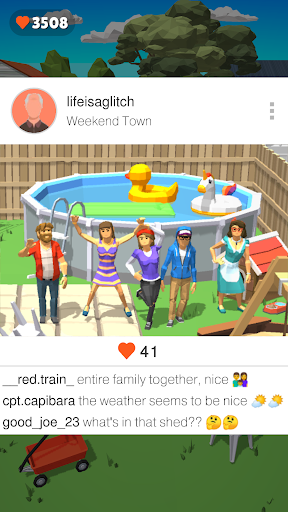 3508
lifeisaglitch
Weekend Town
41
__red.train_ entire family together, nice 👫
cpt.capibara the weather seems to be nice 🌤️🌤️
good_joe_23 what's in that shed?? 🤔🤔